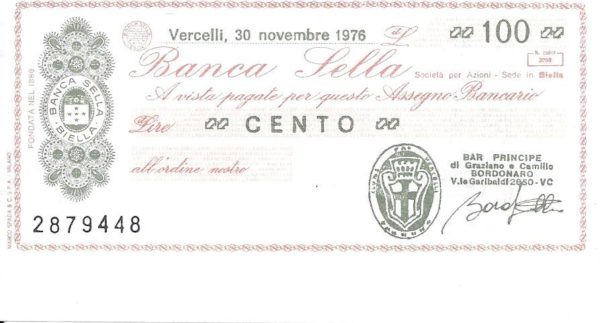 Vercelli, 30 novembre 1976
100
Banca Sella
Società per Azioni - Sede in Biella
A vista pagate per questo Assegno Bancario
Lire CENTO
all'ordine nostro
FONDATA NEL 1886
BANCA SELLA
BIELLA
BAR PRINCIPE
di Graziano e Camillo
BORDONARO
V.le Garibaldi 2050 - VC
2879448